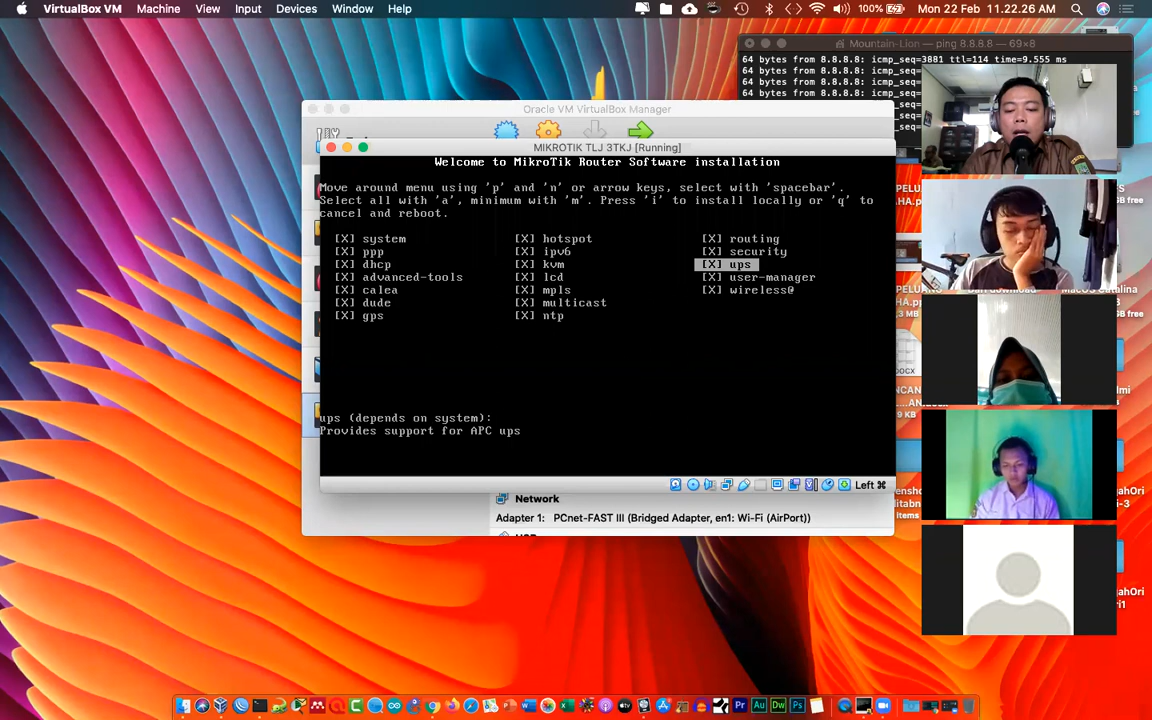 VirtualBox VM Machine View Input Devices Window Help
100% Mon 22 Feb 11.22.26 AM
Mountain-Lion — ping 8.8.8.8 — 69×8
64 bytes from 8.8.8.8: icmp_seq=3881 ttl=114 time=9.555 ms
64 bytes from 8.8.8.8: icmp_seq
64 bytes from 8.8.8.8: icmp_seq
64 bytes from 8.8.8.8: icmp_seq
Oracle VM VirtualBox Manager
MIKROTIK TLJ 3TKJ [Running]
Welcome to MikroTik Router Software installation
Move around menu using 'p' and 'n' or arrow keys, select with 'spacebar'.
Select all with 'a', minimum with 'm'. Press 'i' to install locally or 'q' to
cancel and reboot.
[X] system [X] hotspot [X] routing
[X] ppp [X] ipv6 [X] security
[X] dhcp [X] kvm [X] ups
[X] advanced-tools [X] lcd [X] user-manager
[X] calea [X] mpls [X] wireless@
[X] dude [X] multicast
[X] gps [X] ntp
ups (depends on system):
Provides support for APC ups
Left ⌘
Network
Adapter 1: PCnet-FAST III (Bridged Adapter, en1: Wi-Fi (AirPort))